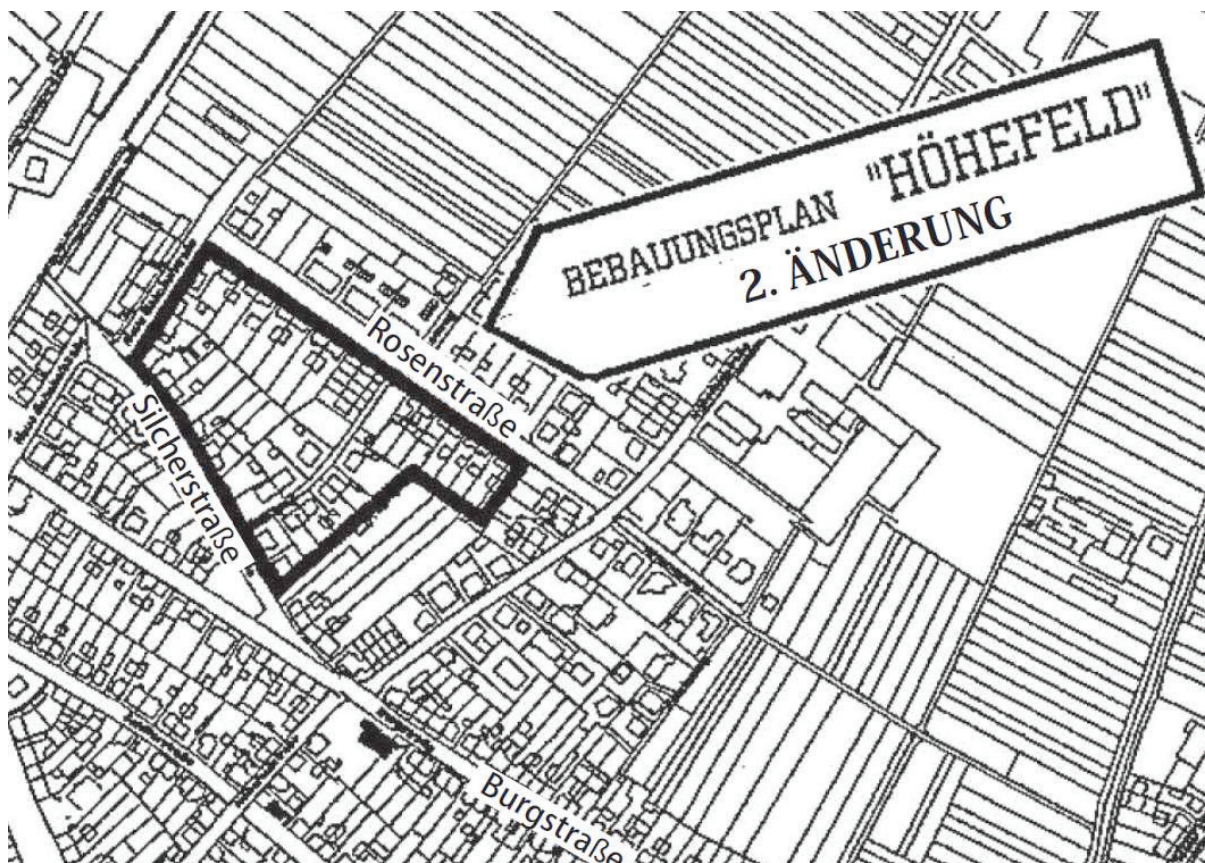 BEBAUUNGSPLAN "HÖHEFELD"
2. ÄNDERUNG
Rosenstraße
Silcherstraße
Burgstraße